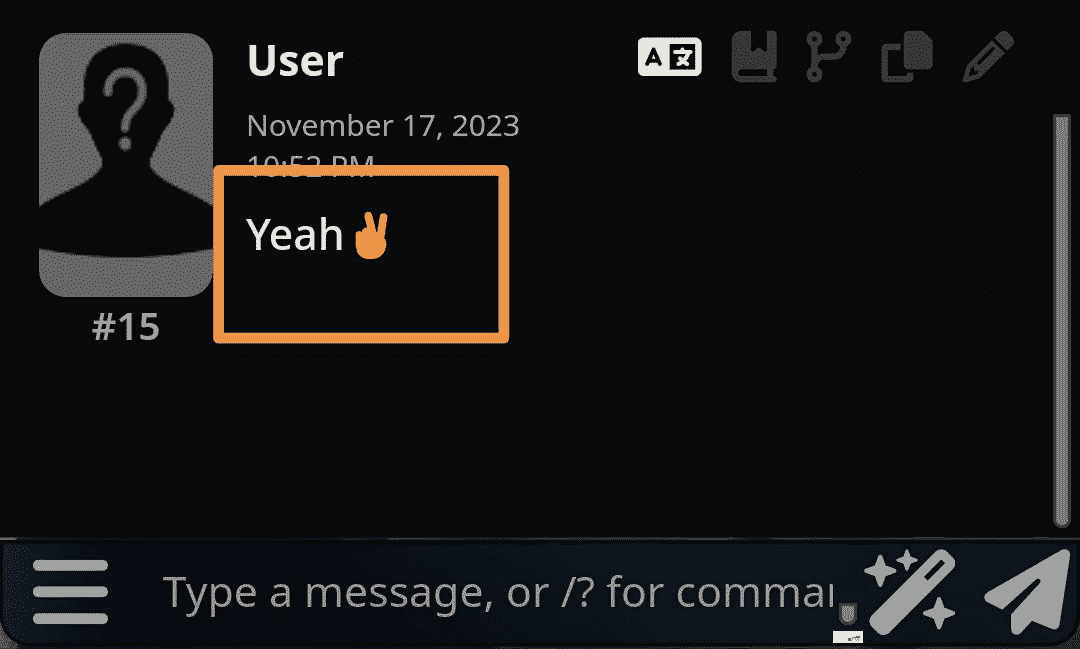 User
November 17, 2023
10:52 PM
Yeah✌
#15
Type a message, or /? for comma